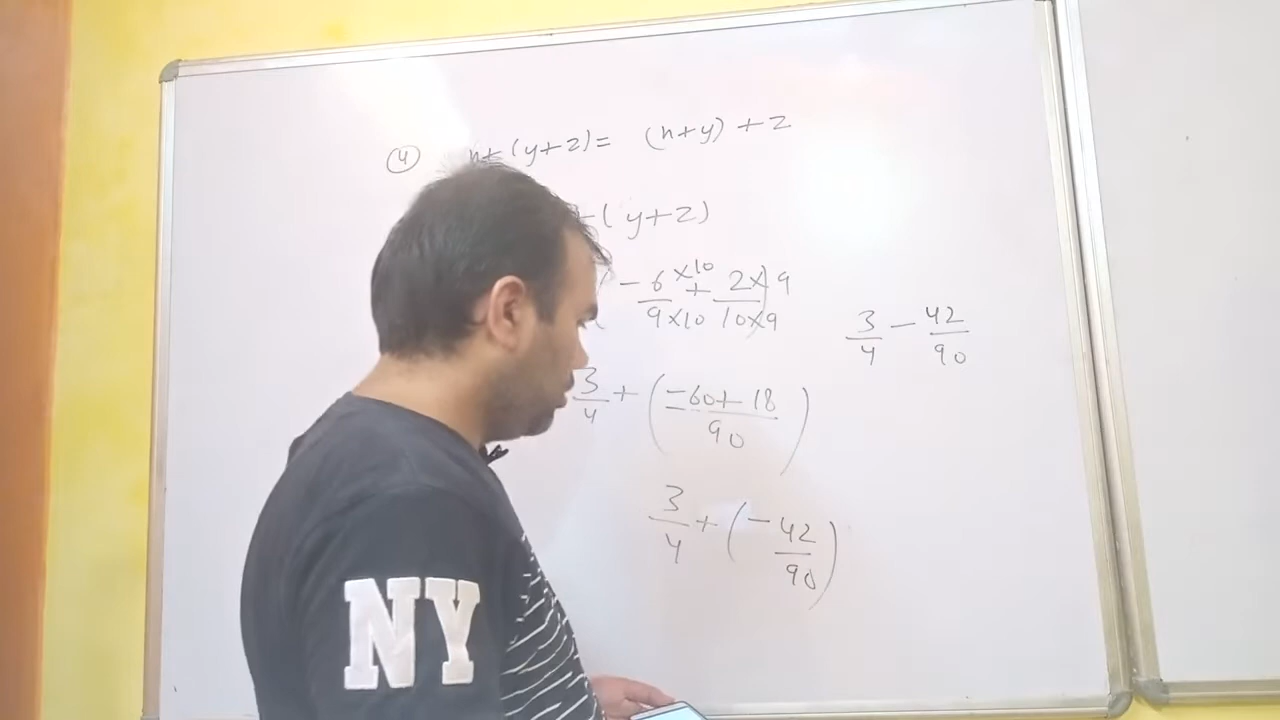 ④ x+(y+z)= (x+y)+z
+(y+z)
-6×10 + 2×9
9×10 10×9
3/4 - 42/90
3/4 + (-60+18/90)
3/4 + (-42/90)
NY